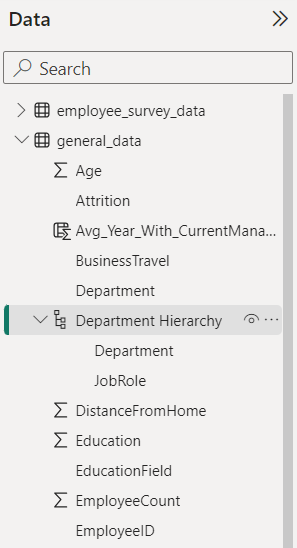 Data
Search
employee_survey_data
general_data
Age
Attrition
Avg_Year_With_CurrentMana...
BusinessTravel
Department
Department Hierarchy
Department
JobRole
DistanceFromHome
Education
EducationField
EmployeeCount
EmployeeID